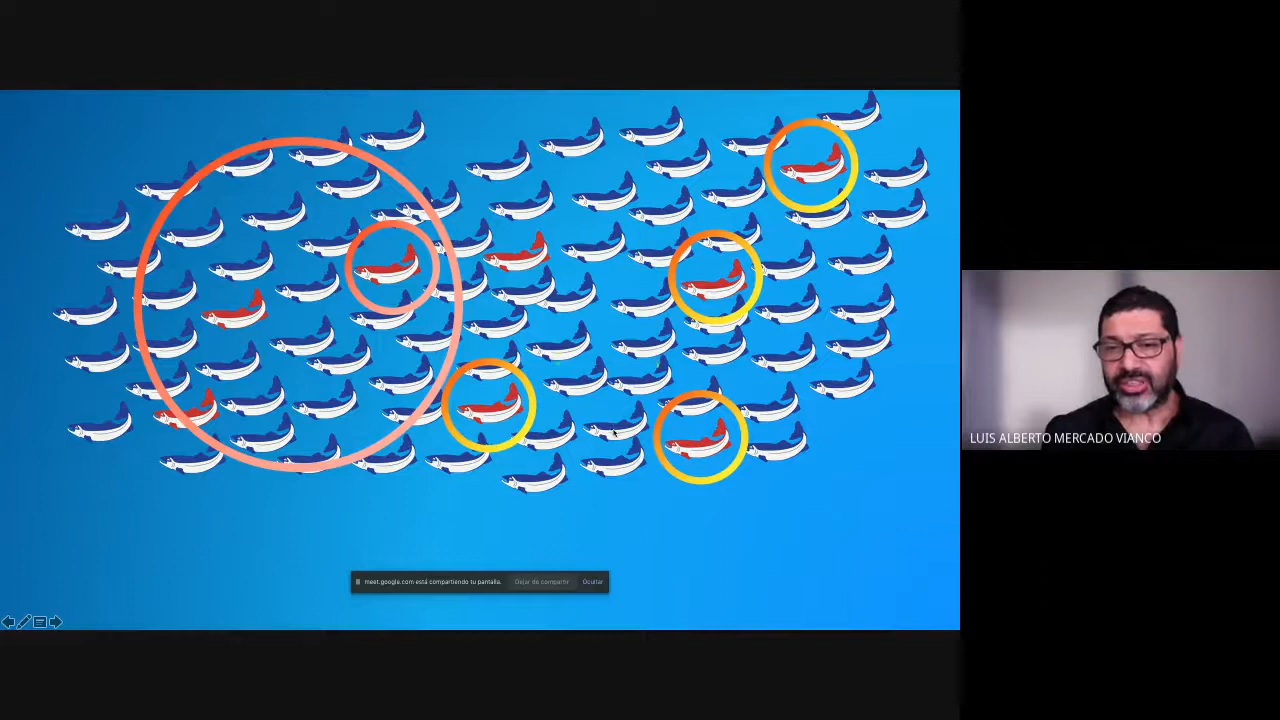 LUIS ALBERTO MERCADO VIANCO
meet.google.com está compartiendo tu pantalla.
Dejar de compartir
Ocultar